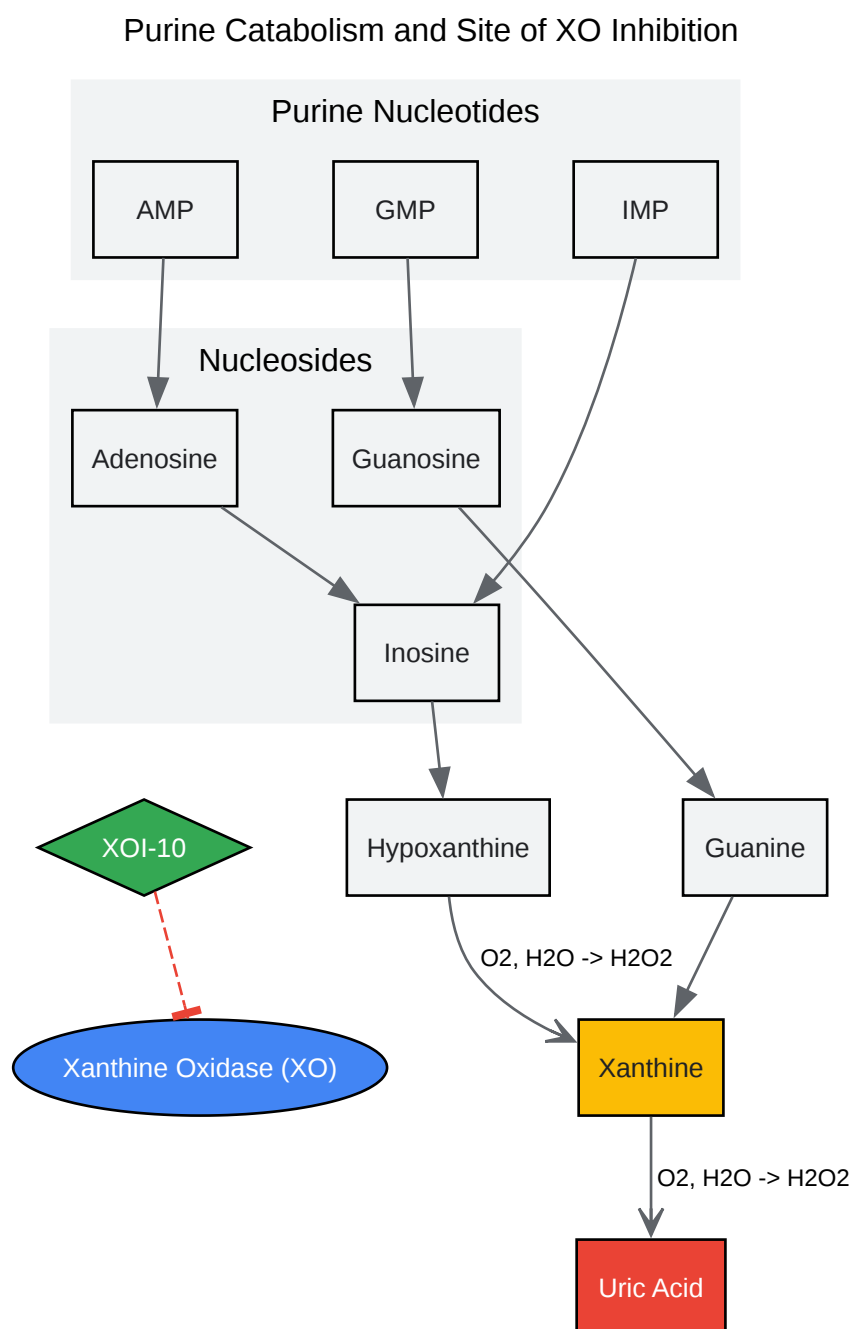 Purine Catabolism and Site of XO Inhibition
Purine Nucleotides
AMP
GMP
IMP
Nucleosides
Adenosine
Guanosine
Inosine
XOI-10
Hypoxanthine
Guanine
O2, H2O -> H2O2
Xanthine Oxidase (XO)
Xanthine
O2, H2O -> H2O2
Uric Acid